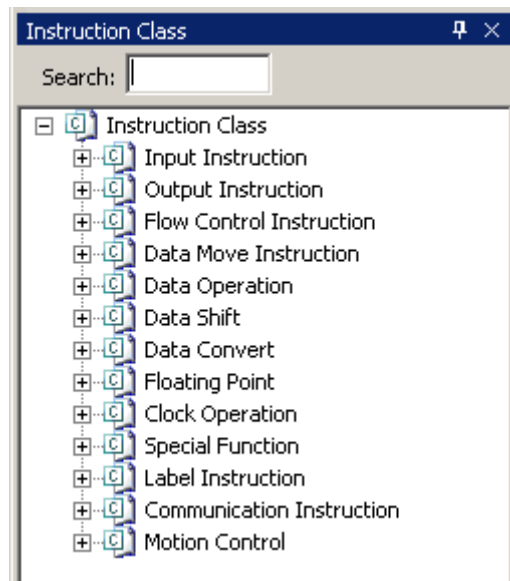 Instruction Class
Search:
Instruction Class
Input Instruction
Output Instruction
Flow Control Instruction
Data Move Instruction
Data Operation
Data Shift
Data Convert
Floating Point
Clock Operation
Special Function
Label Instruction
Communication Instruction
Motion Control